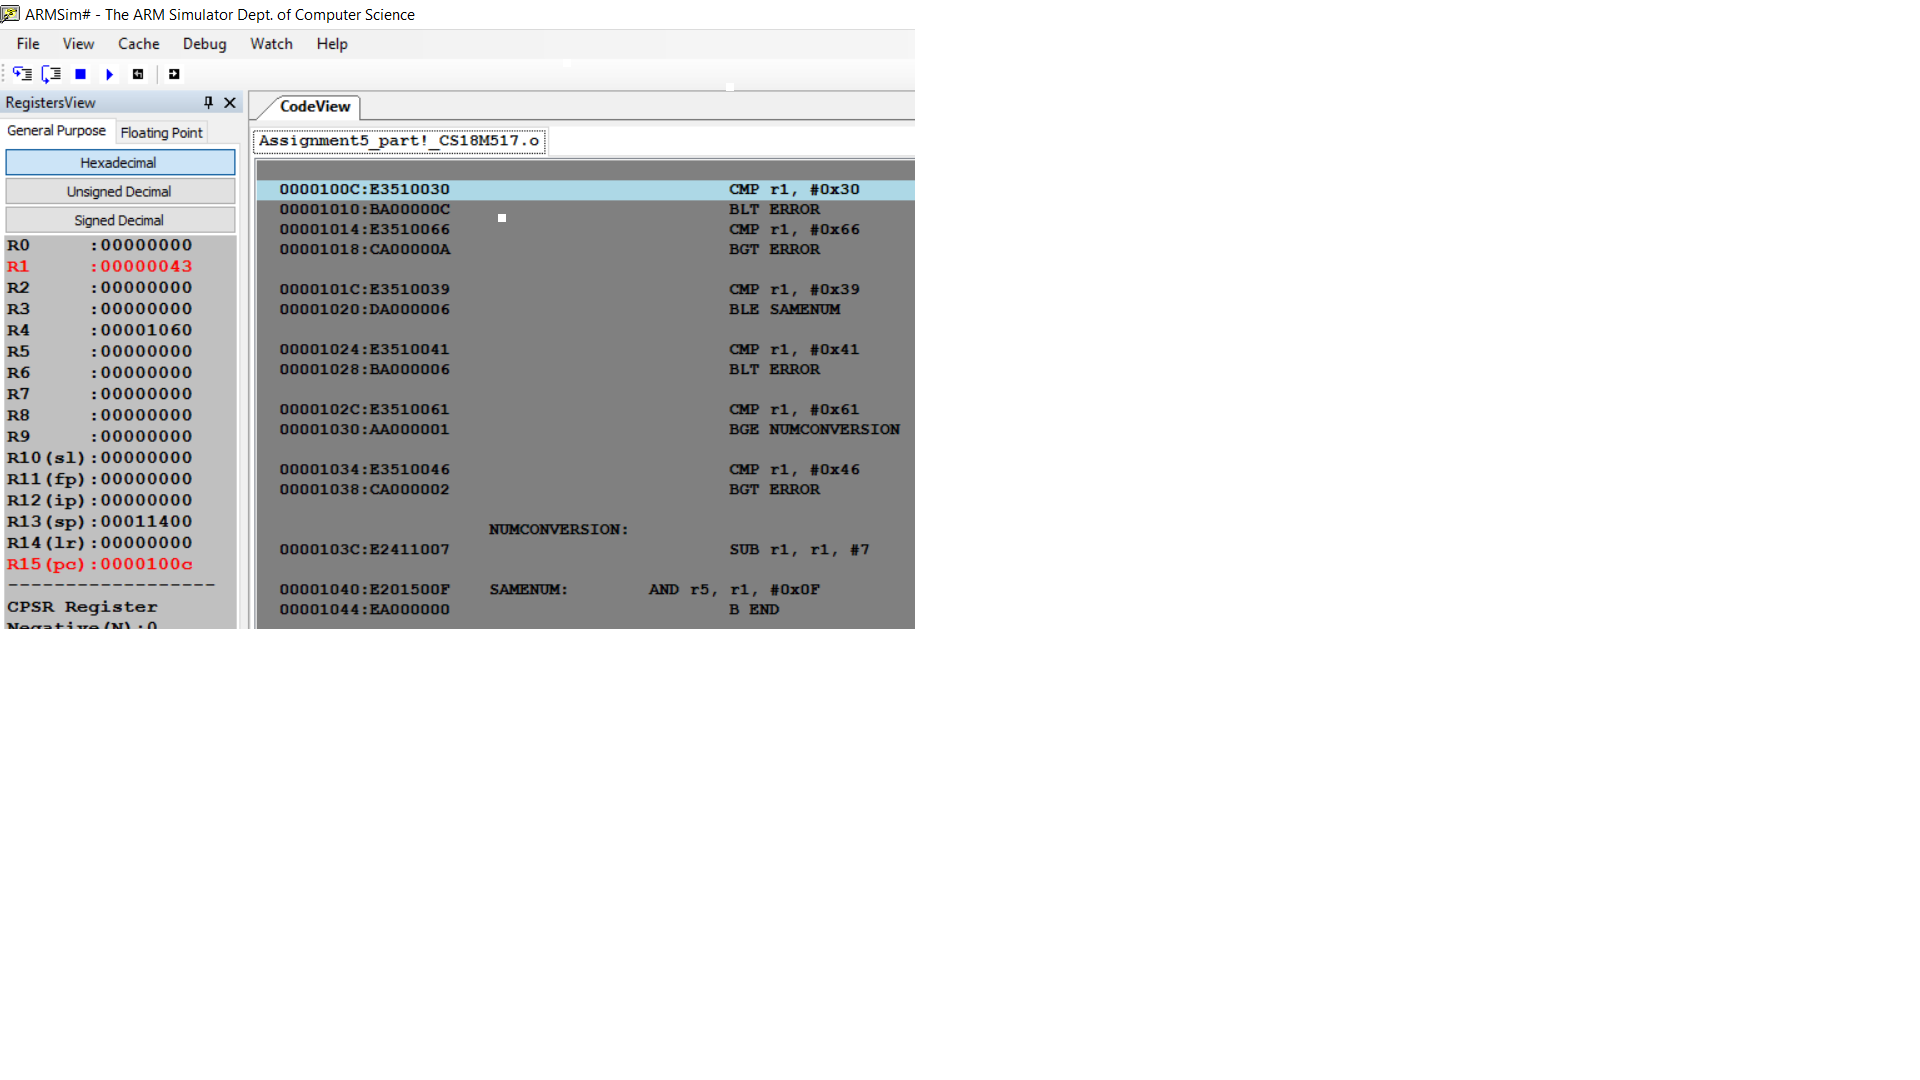 ARMSim# - The ARM Simulator Dept. of Computer Science
File View Cache Debug Watch Help
RegistersView
General Purpose Floating Point
Hexadecimal
Unsigned Decimal
Signed Decimal
R0 :00000000
R1 :00000043
R2 :00000000
R3 :00000000
R4 :00001060
R5 :00000000
R6 :00000000
R7 :00000000
R8 :00000000
R9 :00000000
R10(sl):00000000
R11(fp):00000000
R12(ip):00000000
R13(sp):00011400
R14(lr):00000000
R15(pc):0000100c
------------------
CPSR Register
Negative(N):0
CodeView
Assignment5_part!_CS18M517.o
0000100C:E3510030 CMP r1, #0x30
00001010:BA00000C BLT ERROR
00001014:E3510066 CMP r1, #0x66
00001018:CA00000A BGT ERROR
0000101C:E3510039 CMP r1, #0x39
00001020:DA000006 BLE SAMENUM
00001024:E3510041 CMP r1, #0x41
00001028:BA000006 BLT ERROR
0000102C:E3510061 CMP r1, #0x61
00001030:AA000001 BGE NUMCONVERSION
00001034:E3510046 CMP r1, #0x46
00001038:CA000002 BGT ERROR
NUMCONVERSION:
0000103C:E2411007 SUB r1, r1, #7
00001040:E201500F SAMENUM: AND r5, r1, #0x0F
00001044:EA000000 B END